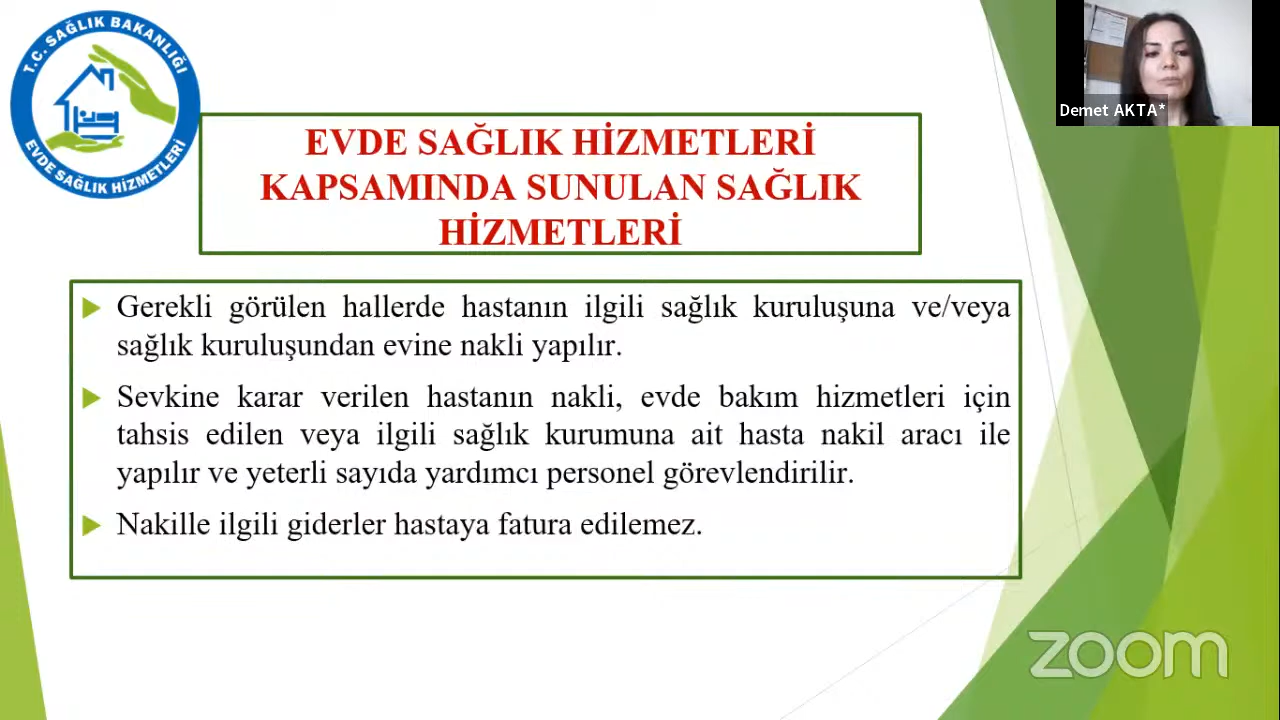 T.C. SAĞLIK BAKANLIĞI
EVDE SAĞLIK HİZMETLERİ
Demet AKTA*
EVDE SAĞLIK HİZMETLERİ
KAPSAMINDA SUNULAN SAĞLIK
HİZMETLERİ
Gerekli görülen hallerde hastanın ilgili sağlık kuruluşuna ve/veya
sağlık kuruluşundan evine nakli yapılır.
Sevkine karar verilen hastanın nakli, evde bakım hizmetleri için
tahsis edilen veya ilgili sağlık kurumuna ait hasta nakil aracı ile
yapılır ve yeterli sayıda yardımcı personel görevlendirilir.
Nakille ilgili giderler hastaya fatura edilemez.
zoom